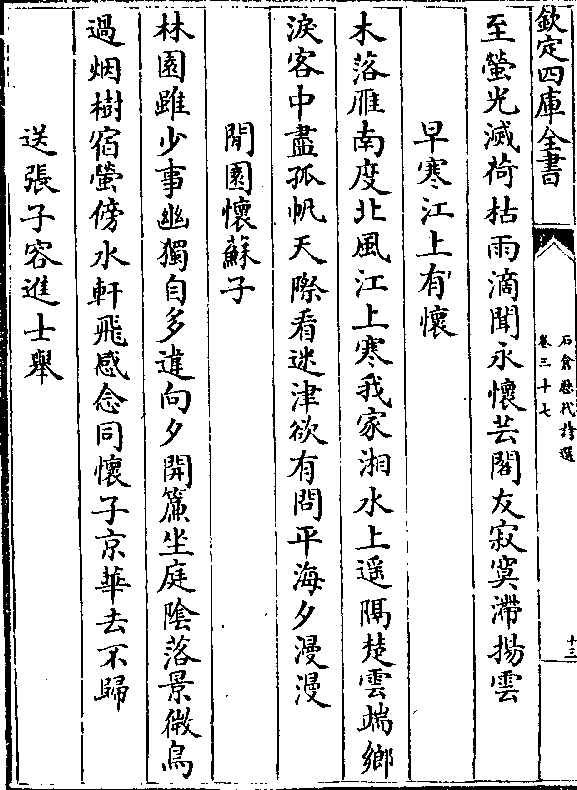 欽定四庫全書
石倉歷代詩選
卷三十七
十三
至螢光滅荷枯雨滴聞永懷芸閣友寂寞滯揚雲
早寒江上有懷
木落雁南度北風江上寒我家湘水上遥隔楚雲端鄉
淚客中盡孤帆天際看迷津欲有問平海夕漫漫
閒園懷蘇子
林園雖少事幽獨自多違向夕開簾坐庭陰落景微鳥
過烟樹宿螢傍水軒飛感念同懷子京華去不歸
送張子容進士舉